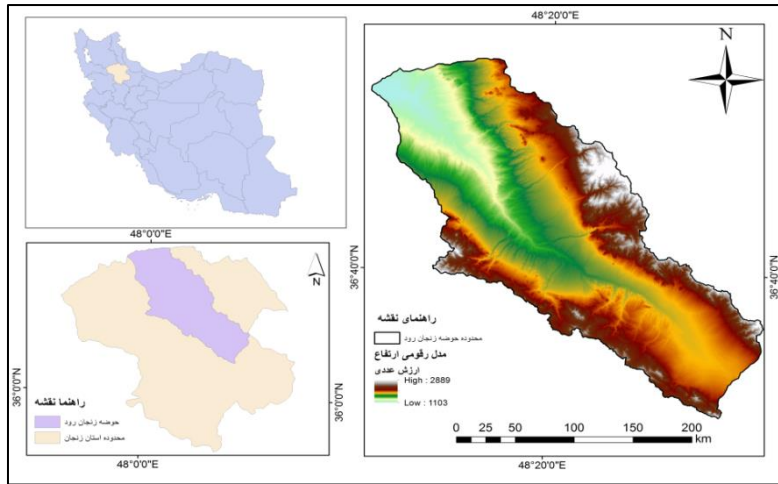 48°0'0"E
N
36°0'0"N
36°0'0"N
راهنما نقشه
حوضه زنجان رود
محدوده استان زنجان
48°0'0"E
48°20'0"E
N
36°40'0"N
36°40'0"N
راهنمای نقشه
محدوده حوضه زنجان رود
مدل رقومی ارتفاع
ارزش عددی
High : 2889
Low : 1103
0 25 50 100 150 200
km
48°20'0"E